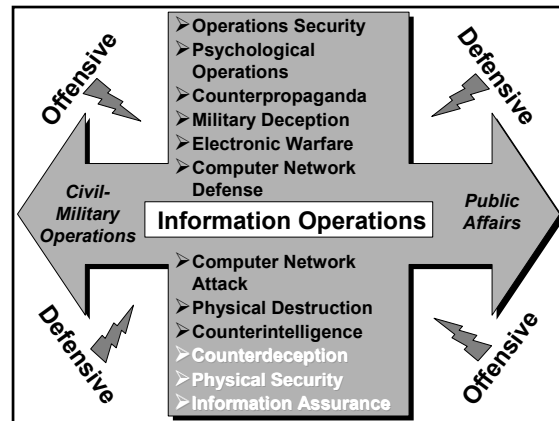 Offensive
Defensive
➢Operations Security
➢Psychological
Operations
➢Counterpropaganda
➢Military Deception
➢Electronic Warfare
➢Computer Network
Defense
Civil-
Military
Operations
Information Operations
Public
Affairs
➢Computer Network
Attack
➢Physical Destruction
➢Counterintelligence
➢Counterdeception
➢Physical Security
➢Information Assurance
Defensive
Offensive